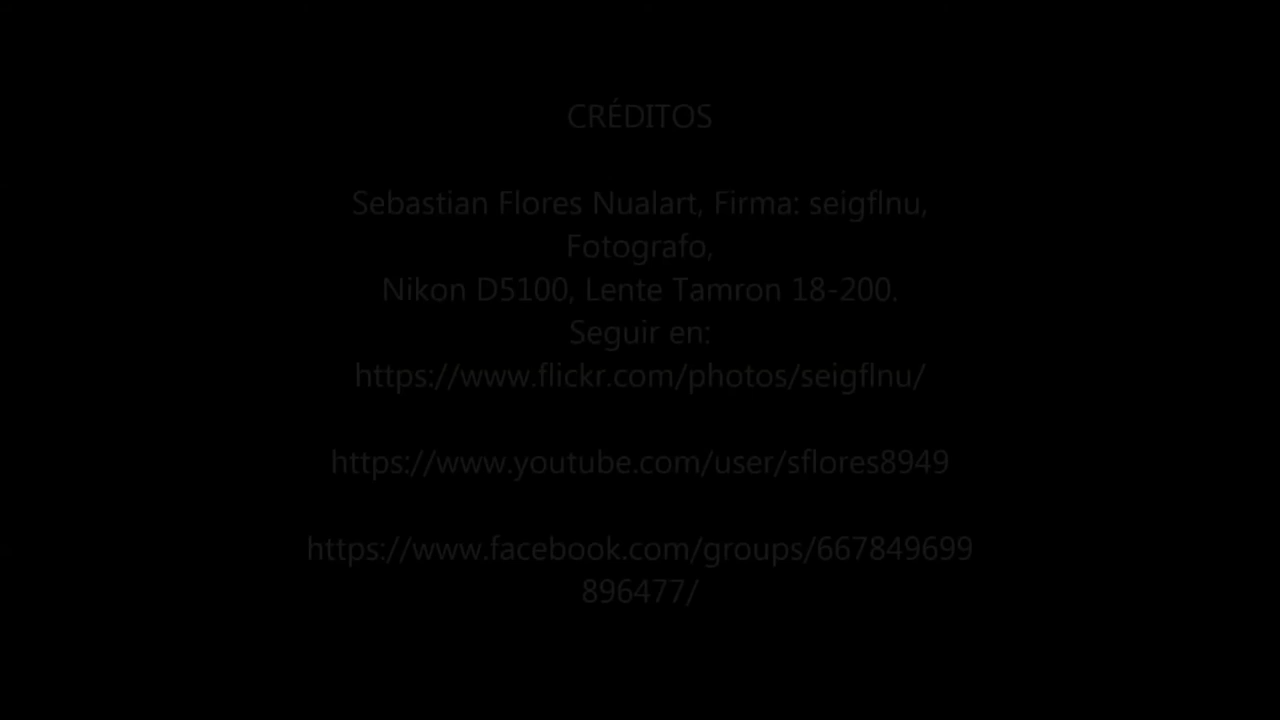 CRÉDITOS
Sebastian Flores Nualart, Firma: seigflnu,
Fotografo,
Nikon D5100, Lente Tamron 18-200.
Seguir en:
https://www.flickr.com/photos/seigflnu/
https://www.youtube.com/user/sflores8949
https://www.facebook.com/groups/667849699
896477/